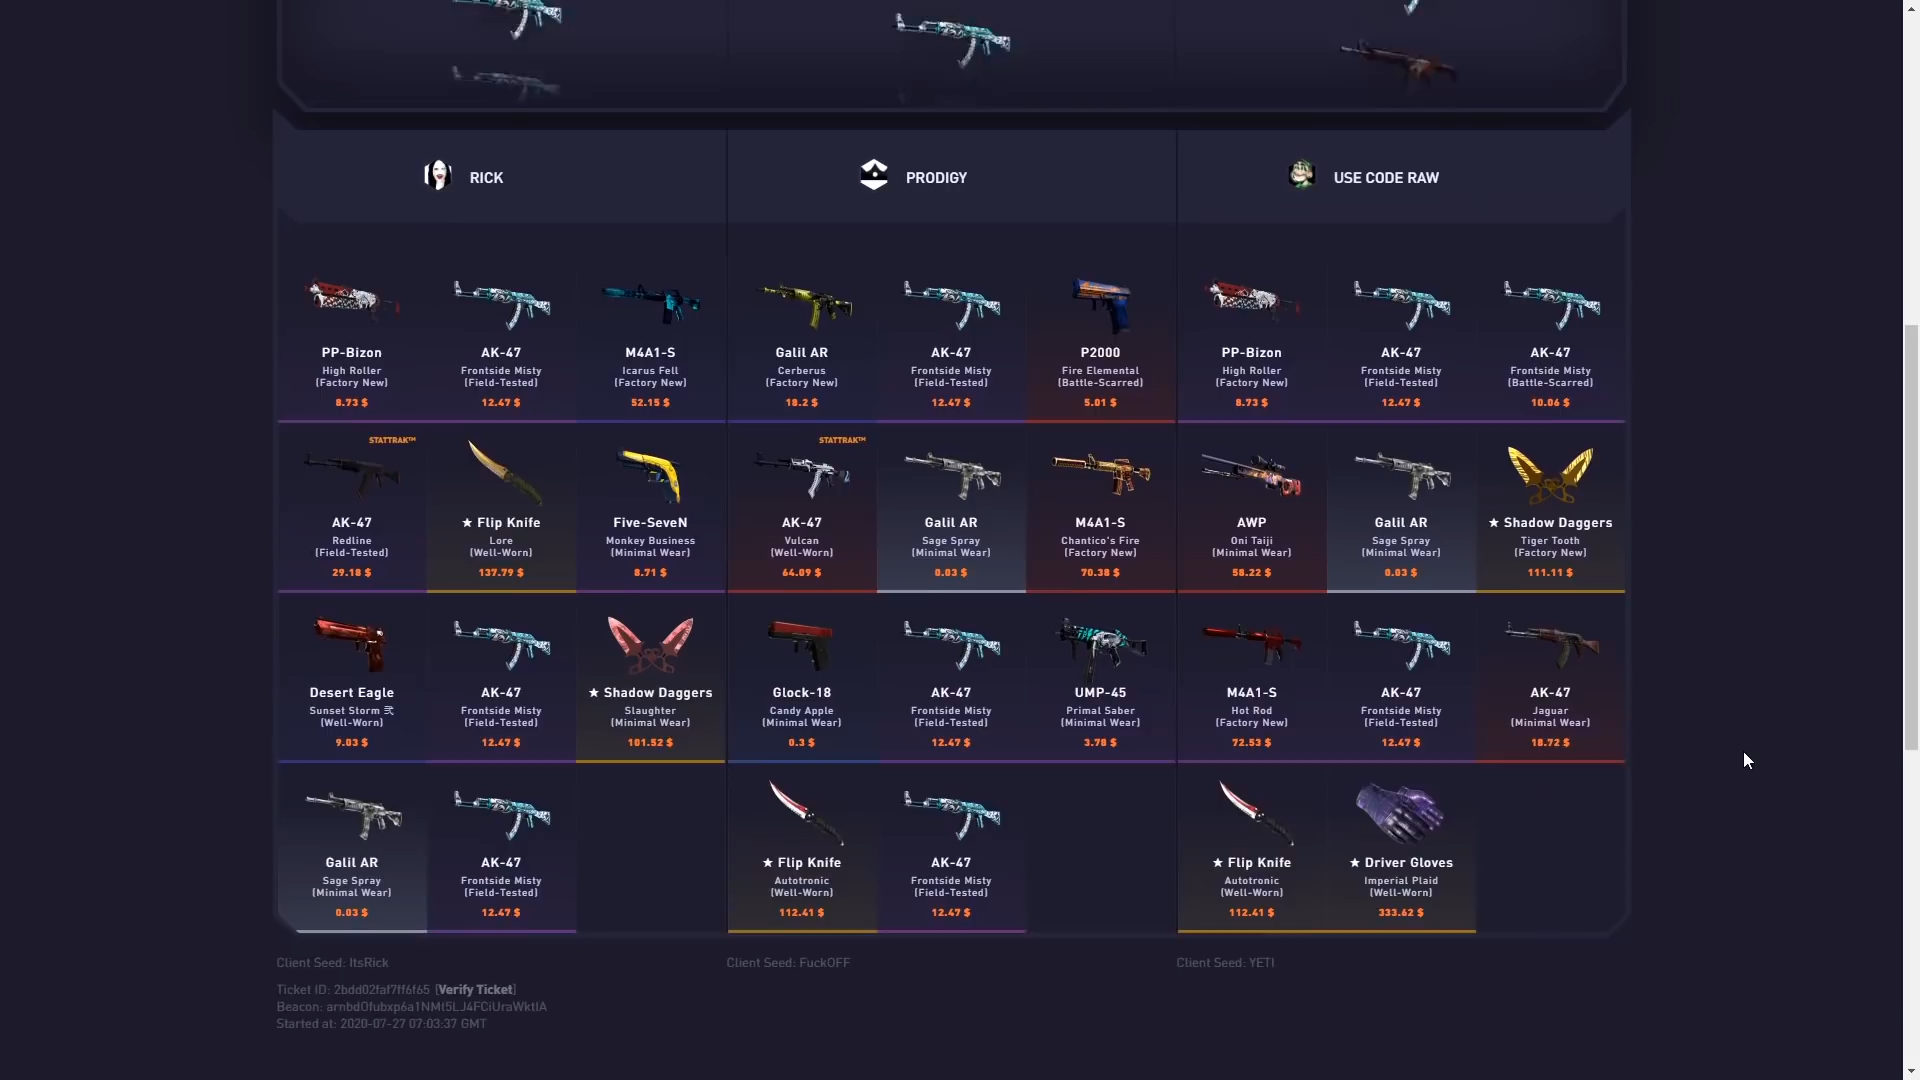 RICK
PRODIGY
USE CODE RAW
PP-Bizon
High Roller
(Factory New)
8.73 $
AK-47
Frontside Misty
(Field-Tested)
12.47 $
M4A1-S
Icarus Fell
(Factory New)
52.15 $
Galil AR
Cerberus
(Factory New)
18.2 $
AK-47
Frontside Misty
(Field-Tested)
12.47 $
P2000
Fire Elemental
(Battle-Scarred)
5.01 $
PP-Bizon
High Roller
(Factory New)
8.73 $
AK-47
Frontside Misty
(Field-Tested)
12.47 $
AK-47
Frontside Misty
(Battle-Scarred)
10.06 $
STATTRAK™
AK-47
Redline
(Field-Tested)
29.18 $
★ Flip Knife
Lore
(Well-Worn)
137.79 $
Five-SeveN
Monkey Business
(Minimal Wear)
8.71 $
STATTRAK™
AK-47
Vulcan
(Well-Worn)
64.09 $
Galil AR
Sage Spray
(Minimal Wear)
0.03 $
M4A1-S
Chantico's Fire
(Factory New)
70.38 $
AWP
Oni Taiji
(Minimal Wear)
58.22 $
Galil AR
Sage Spray
(Minimal Wear)
0.03 $
★ Shadow Daggers
Tiger Tooth
(Factory New)
111.11 $
Desert Eagle
Sunset Storm 弐
(Well-Worn)
9.03 $
AK-47
Frontside Misty
(Field-Tested)
12.47 $
★ Shadow Daggers
Slaughter
(Minimal Wear)
101.52 $
Glock-18
Candy Apple
(Minimal Wear)
0.3 $
AK-47
Frontside Misty
(Field-Tested)
12.47 $
UMP-45
Primal Saber
(Minimal Wear)
3.78 $
M4A1-S
Hot Rod
(Factory New)
72.53 $
AK-47
Frontside Misty
(Field-Tested)
12.47 $
AK-47
Jaguar
(Minimal Wear)
18.72 $
Galil AR
Sage Spray
(Minimal Wear)
0.03 $
AK-47
Frontside Misty
(Field-Tested)
12.47 $
★ Flip Knife
Autotronic
(Well-Worn)
112.41 $
AK-47
Frontside Misty
(Field-Tested)
12.47 $
★ Flip Knife
Autotronic
(Well-Worn)
112.41 $
★ Driver Gloves
Imperial Plaid
(Well-Worn)
333.62 $
Client Seed: ItsRick
Client Seed: FuckOFF
Client Seed: YETI
Ticket ID: 2bdd02faf7ff6f65 [Verify Ticket]
Beacon:
Started at: 2020-07-27 07:03:37 GMT